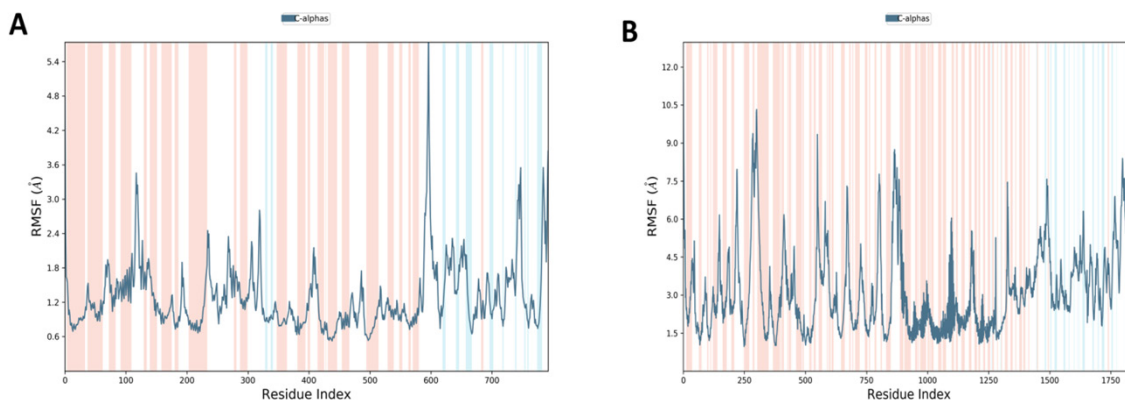 A
C-alphas
5.4
4.8
4.2
3.6
3.0
2.4
1.8
1.2
0.6
RMSF (Å)
0 100 200 300 400 500 600 700
Residue Index
B
C-alphas
12.0
10.5
9.0
7.5
6.0
4.5
3.0
1.5
RMSF (Å)
0 250 500 750 1000 1250 1500 1750
Residue Index